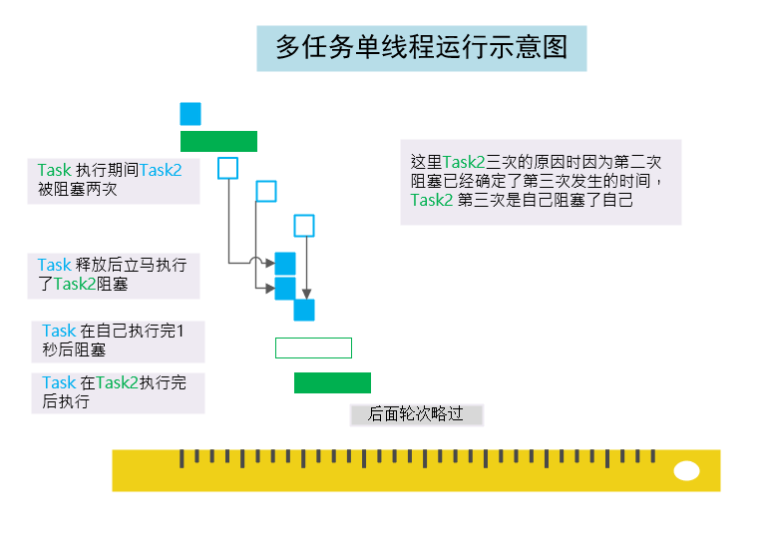 多任务单线程运行示意图
Task 执行期间Task2
被阻塞两次
这里Task2三次的原因时因为第二次
阻塞已经确定了第三次发生的时间，
Task2 第三次是自己阻塞了自己
Task 释放后立马执行
了Task2阻塞
Task 在自己执行完1
秒后阻塞
Task 在Task2执行完
后执行
后面轮次略过